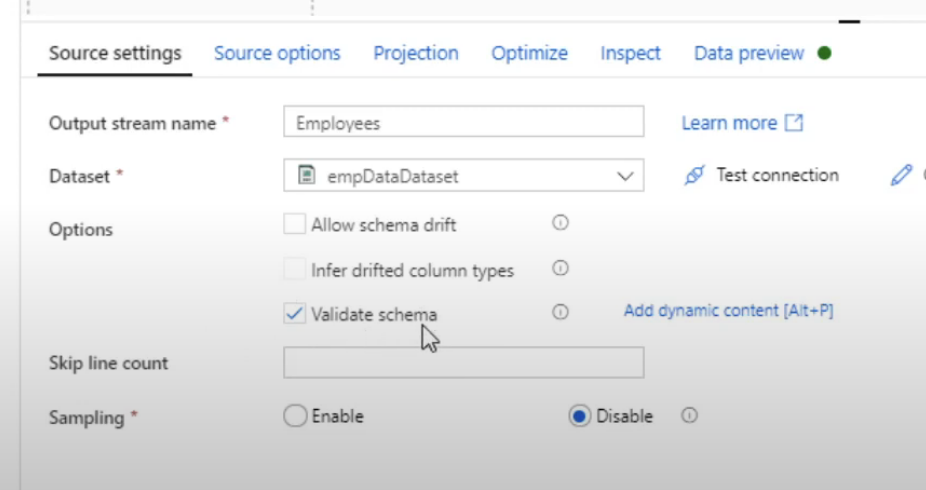 Source settings Source options Projection Optimize Inspect Data preview
Output stream name * Employees Learn more
Dataset * empDataDataset Test connection
Options Allow schema drift
Infer drifted column types
Validate schema Add dynamic content [Alt+P]
Skip line count
Sampling * Enable Disable